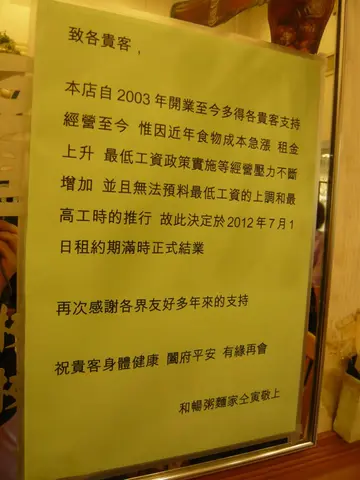 致各貴客,
本店自2003年開業至今多得各貴客支持
經營至今 惟因近年食物成本急漲 租金
上升 最低工資政策實施等經營壓力不斷
增加 並且無法預料最低工資的上調和最
高工時的推行 故此決定於2012年7月1
日租約期滿時正式結業
再次感謝各界友好多年來的支持
祝貴客身體健康 闔府平安 有緣再會
和暢粥麵家仝寅敬上